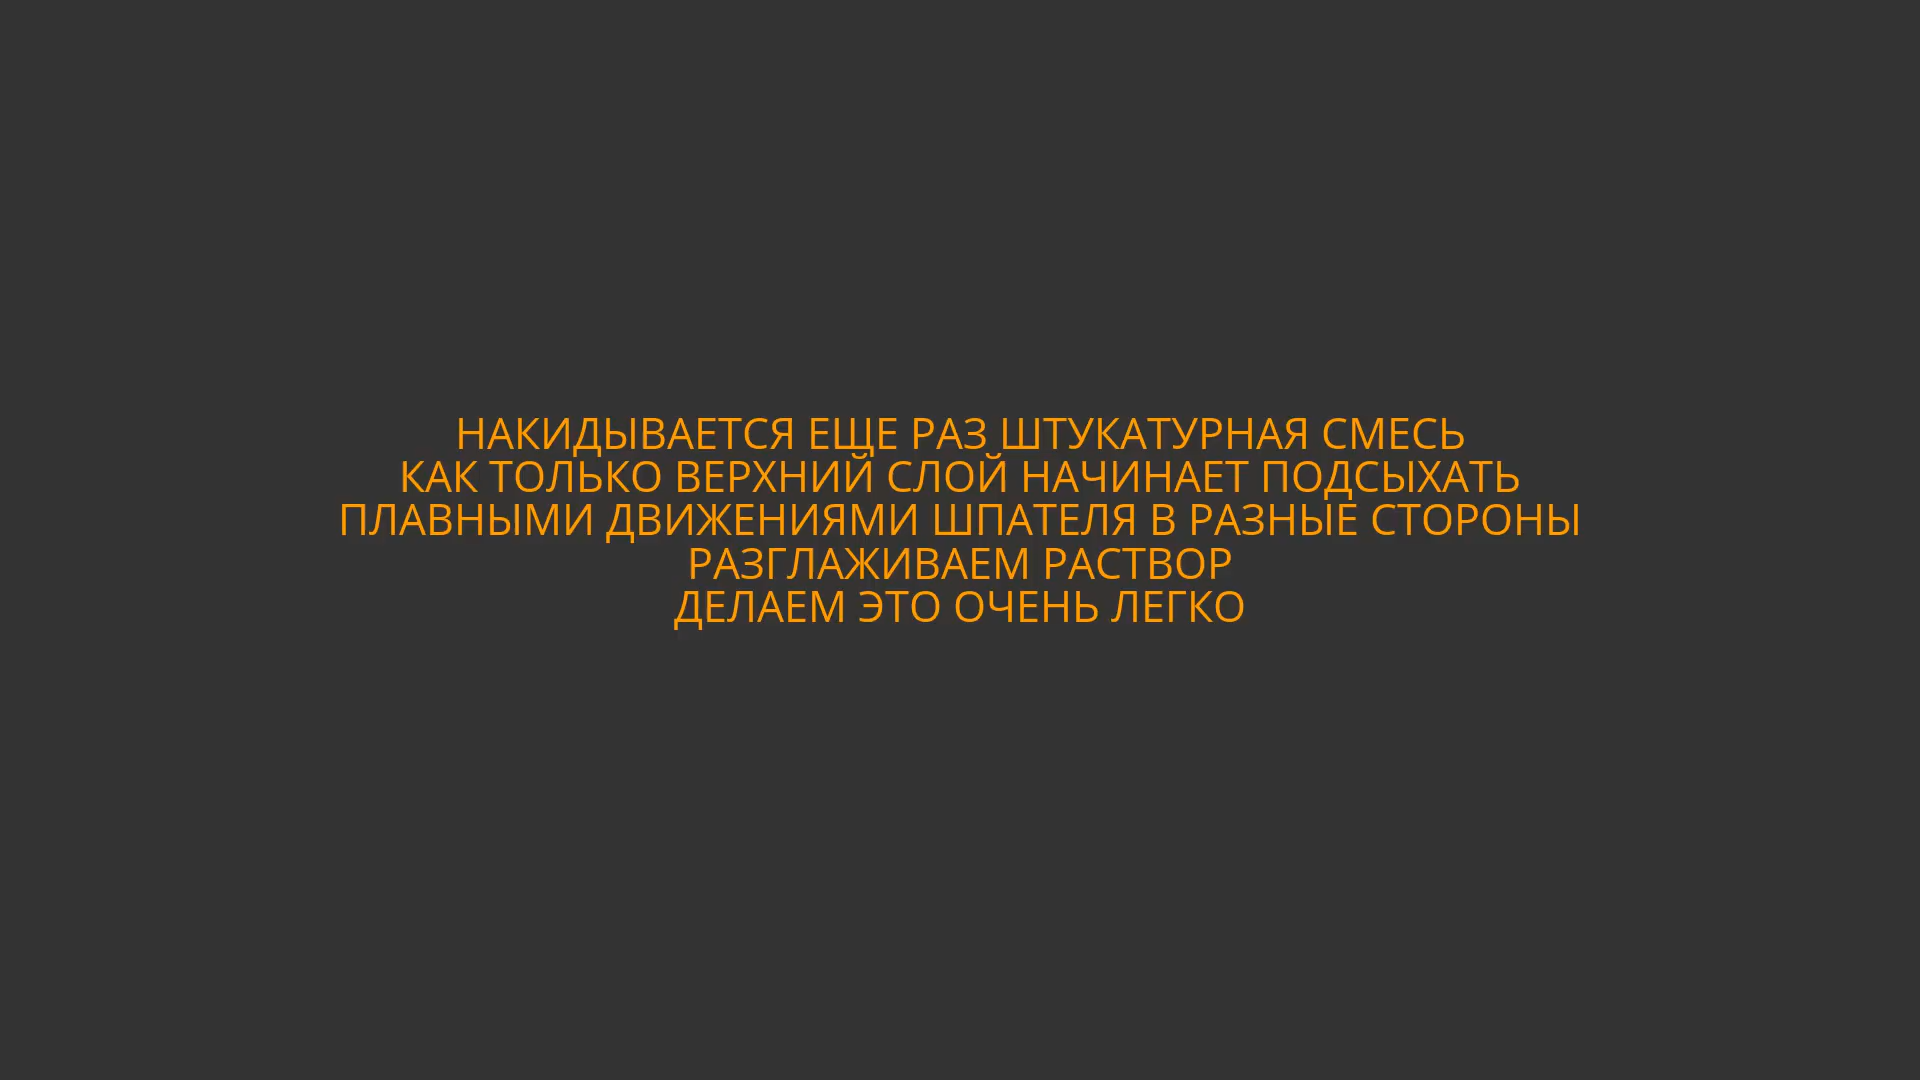 НАКИДЫВАЕТСЯ ЕЩЕ РАЗ ШТУКАТУРНАЯ СМЕСЬ
КАК ТОЛЬКО ВЕРХНИЙ СЛОЙ НАЧИНАЕТ ПОДСЫХАТЬ
ПЛАВНЫМИ ДВИЖЕНИЯМИ ШПАТЕЛЯ В РАЗНЫЕ СТОРОНЫ
РАЗГЛАЖИВАЕМ РАСТВОР
ДЕЛАЕМ ЭТО ОЧЕНЬ ЛЕГКО